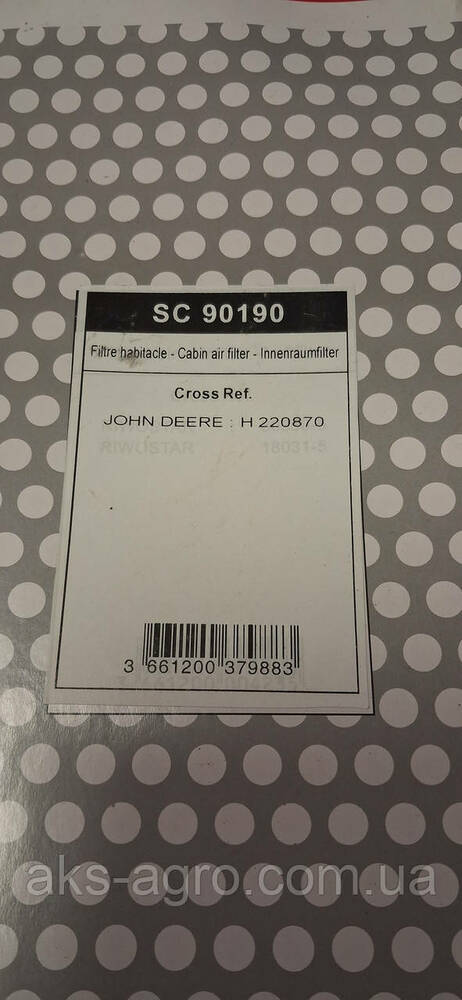 SC 90190
Filtre habitacle - Cabin air filter - Innenraumfilter
Cross Ref.
JOHN DEERE : H 220870
RIWOSTAR 18031-5
3 661200 379883
aks-agro.com.ua